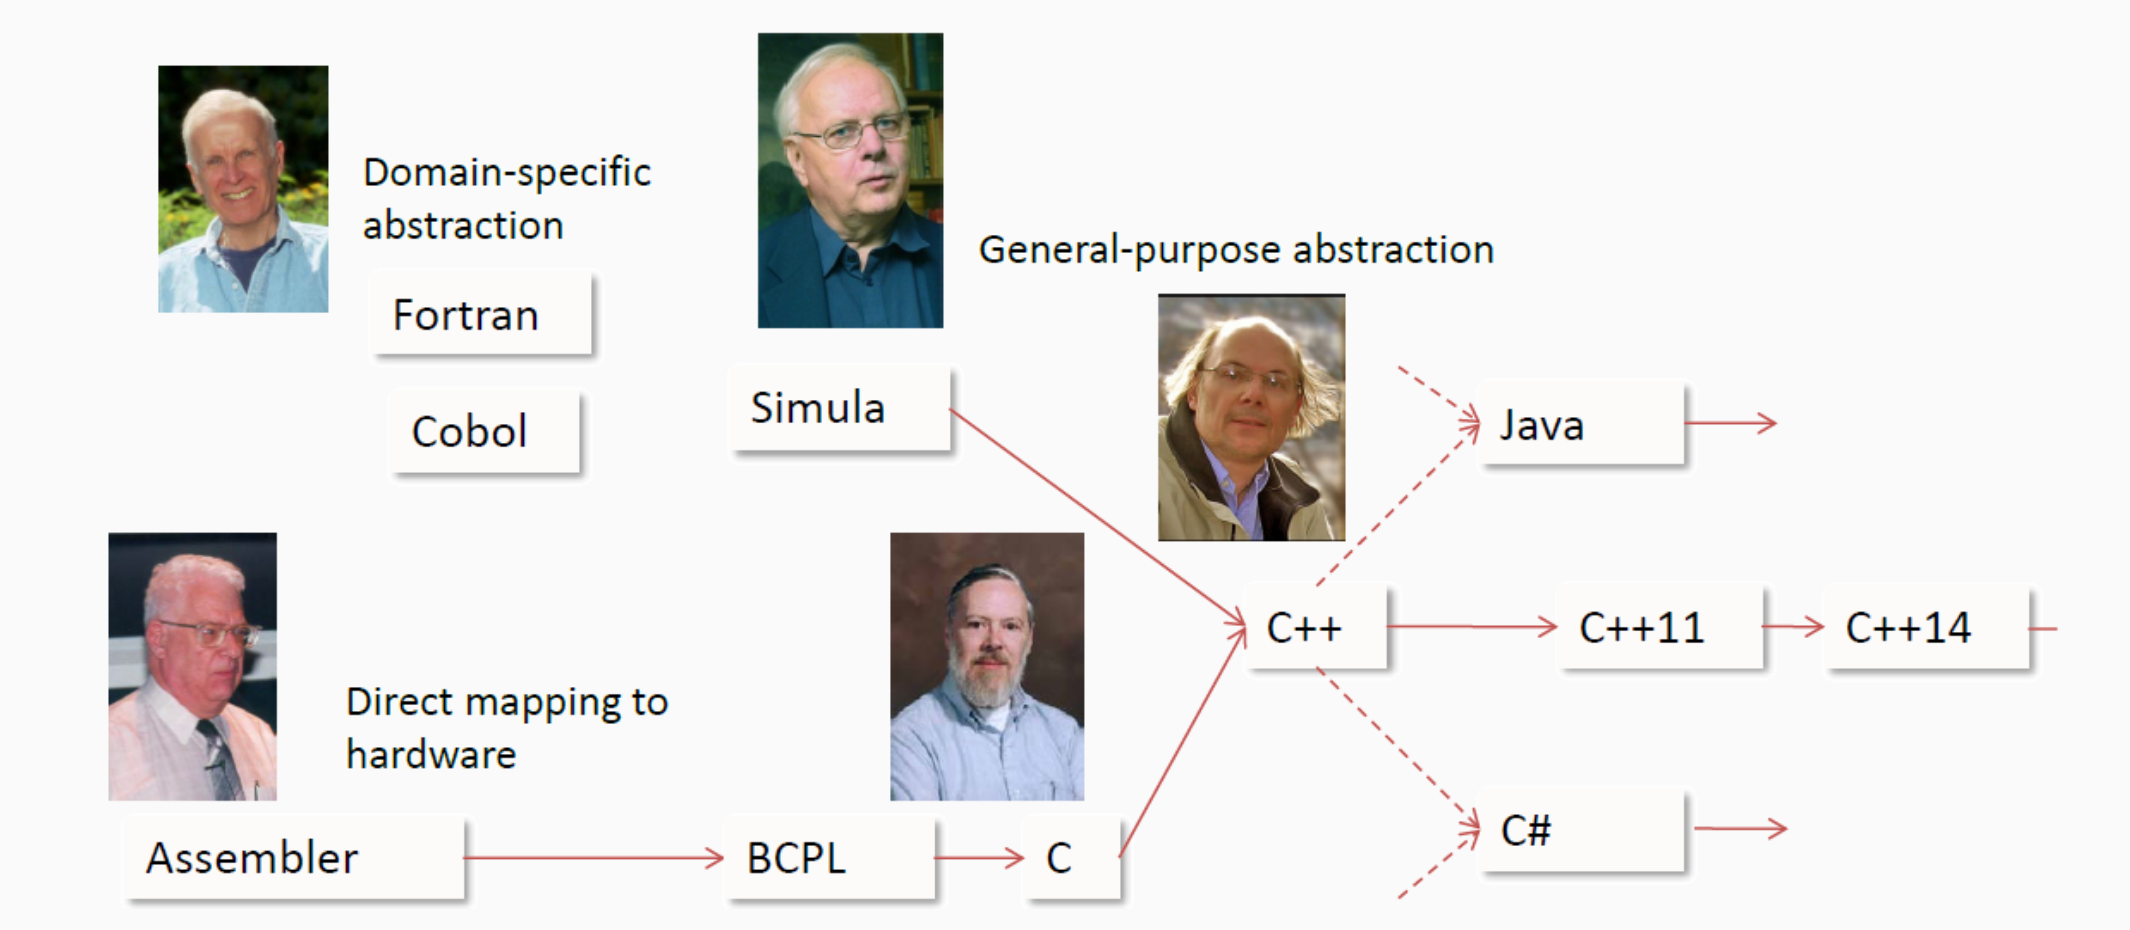 Domain-specific
abstraction
Fortran
Cobol
Simula
General-purpose abstraction
Java
C++
C++11
C++14
Direct mapping to
hardware
Assembler
BCPL
C
C#